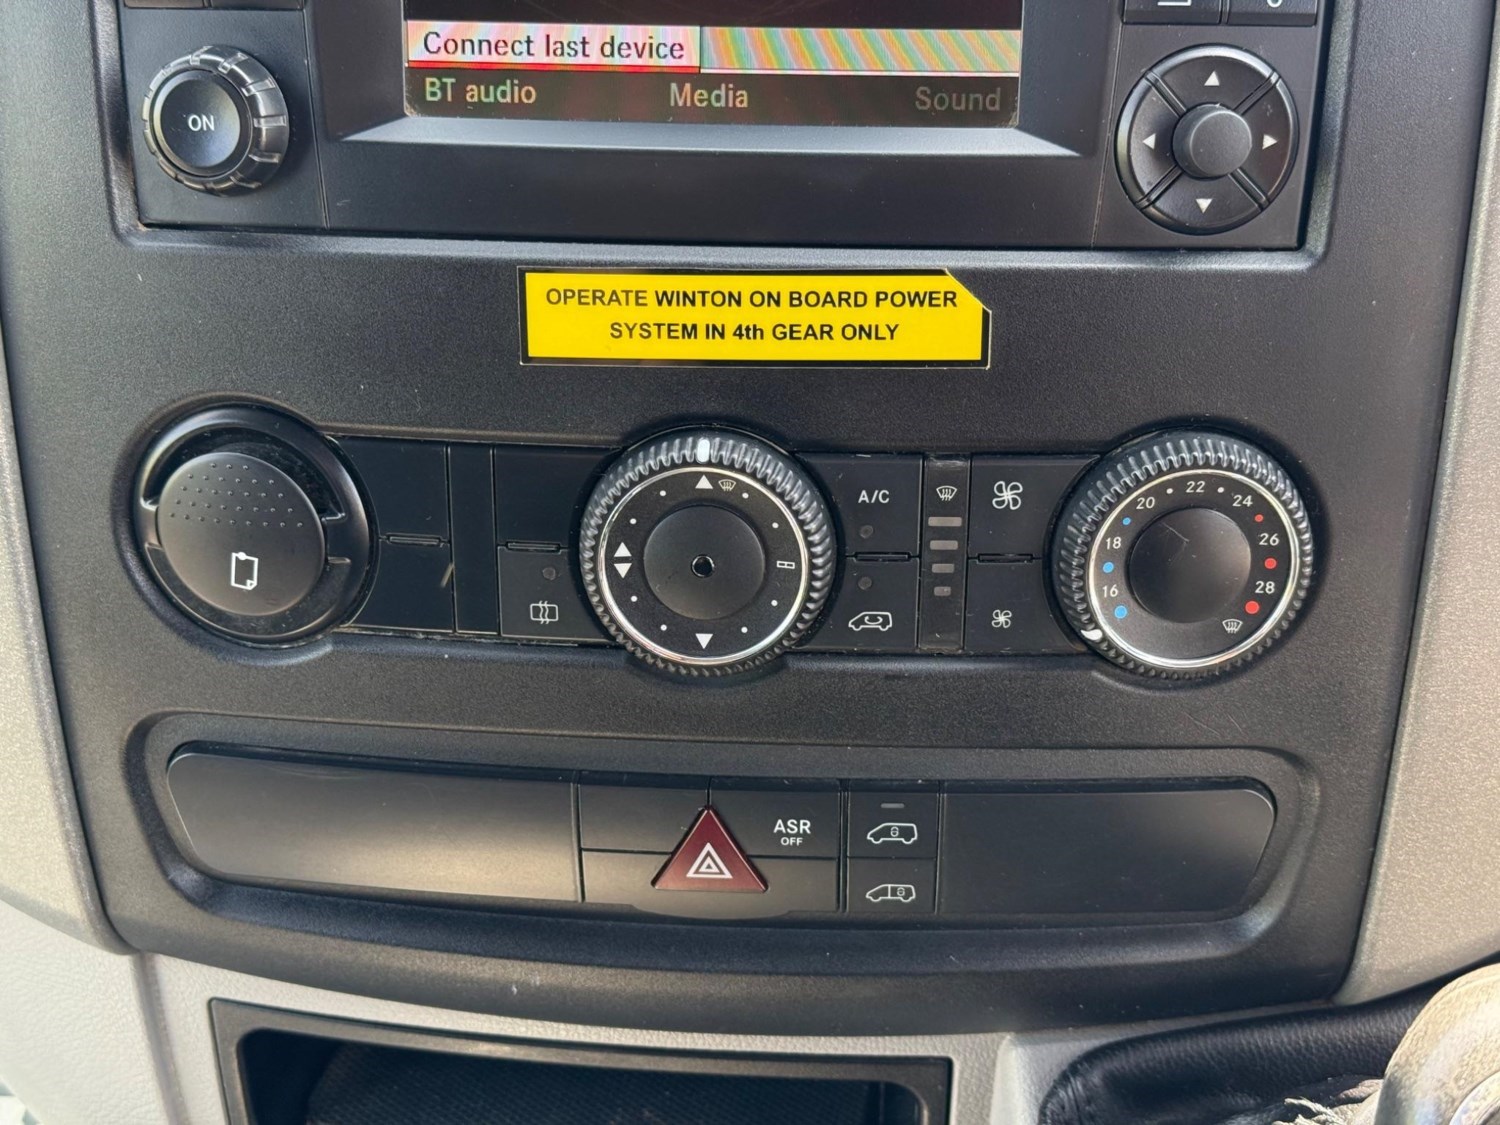 Connect last device
BT audio Media Sound
ON
OPERATE WINTON ON BOARD POWER
SYSTEM IN 4th GEAR ONLY
A/C
20 22 24
18 26
16 28
ASR
OFF